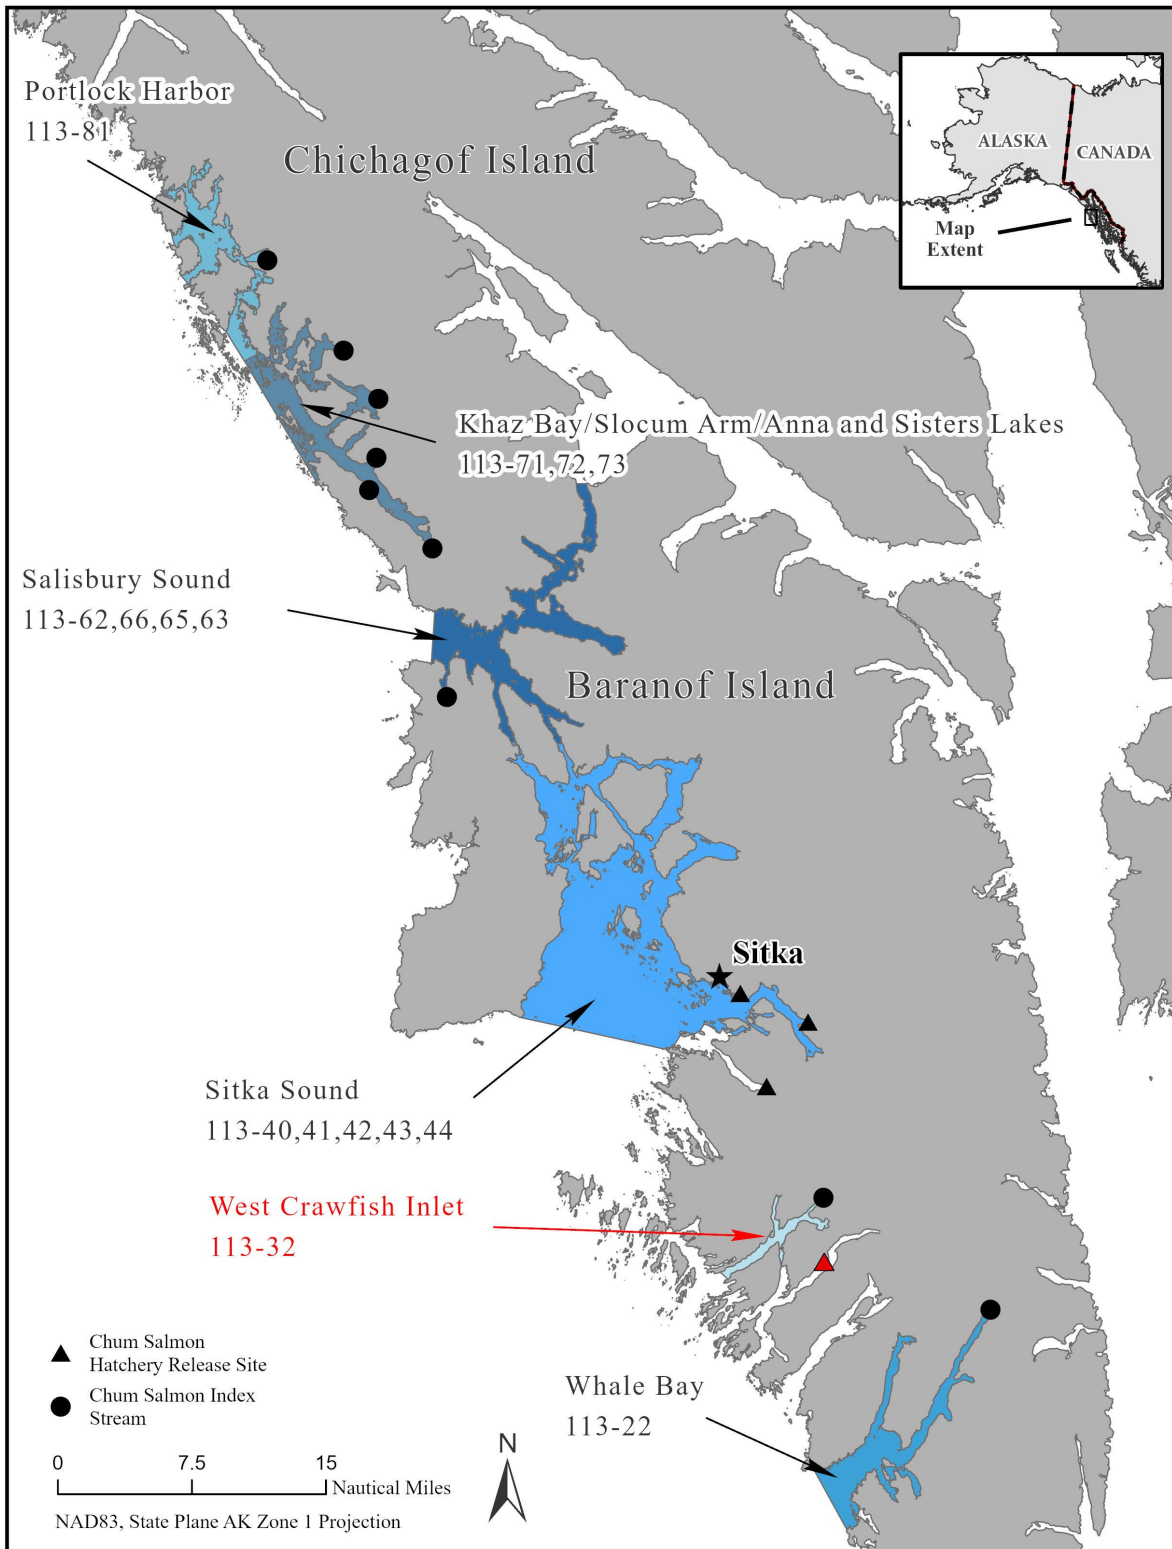 Portlock Harbor
113-81
Chichagof Island
ALASKA
CANADA
Map
Extent
Khaz Bay/Slocum Arm/Anna and Sisters Lakes
113-71,72,73
Salisbury Sound
113-62,66,65,63
Baranof Island
Sitka
Sitka Sound
113-40,41,42,43,44
West Crawfish Inlet
113-32
Whale Bay
113-22
Chum Salmon
Hatchery Release Site
Chum Salmon Index
Stream
0 7.5 15
Nautical Miles
N
NAD83, State Plane AK Zone 1 Projection